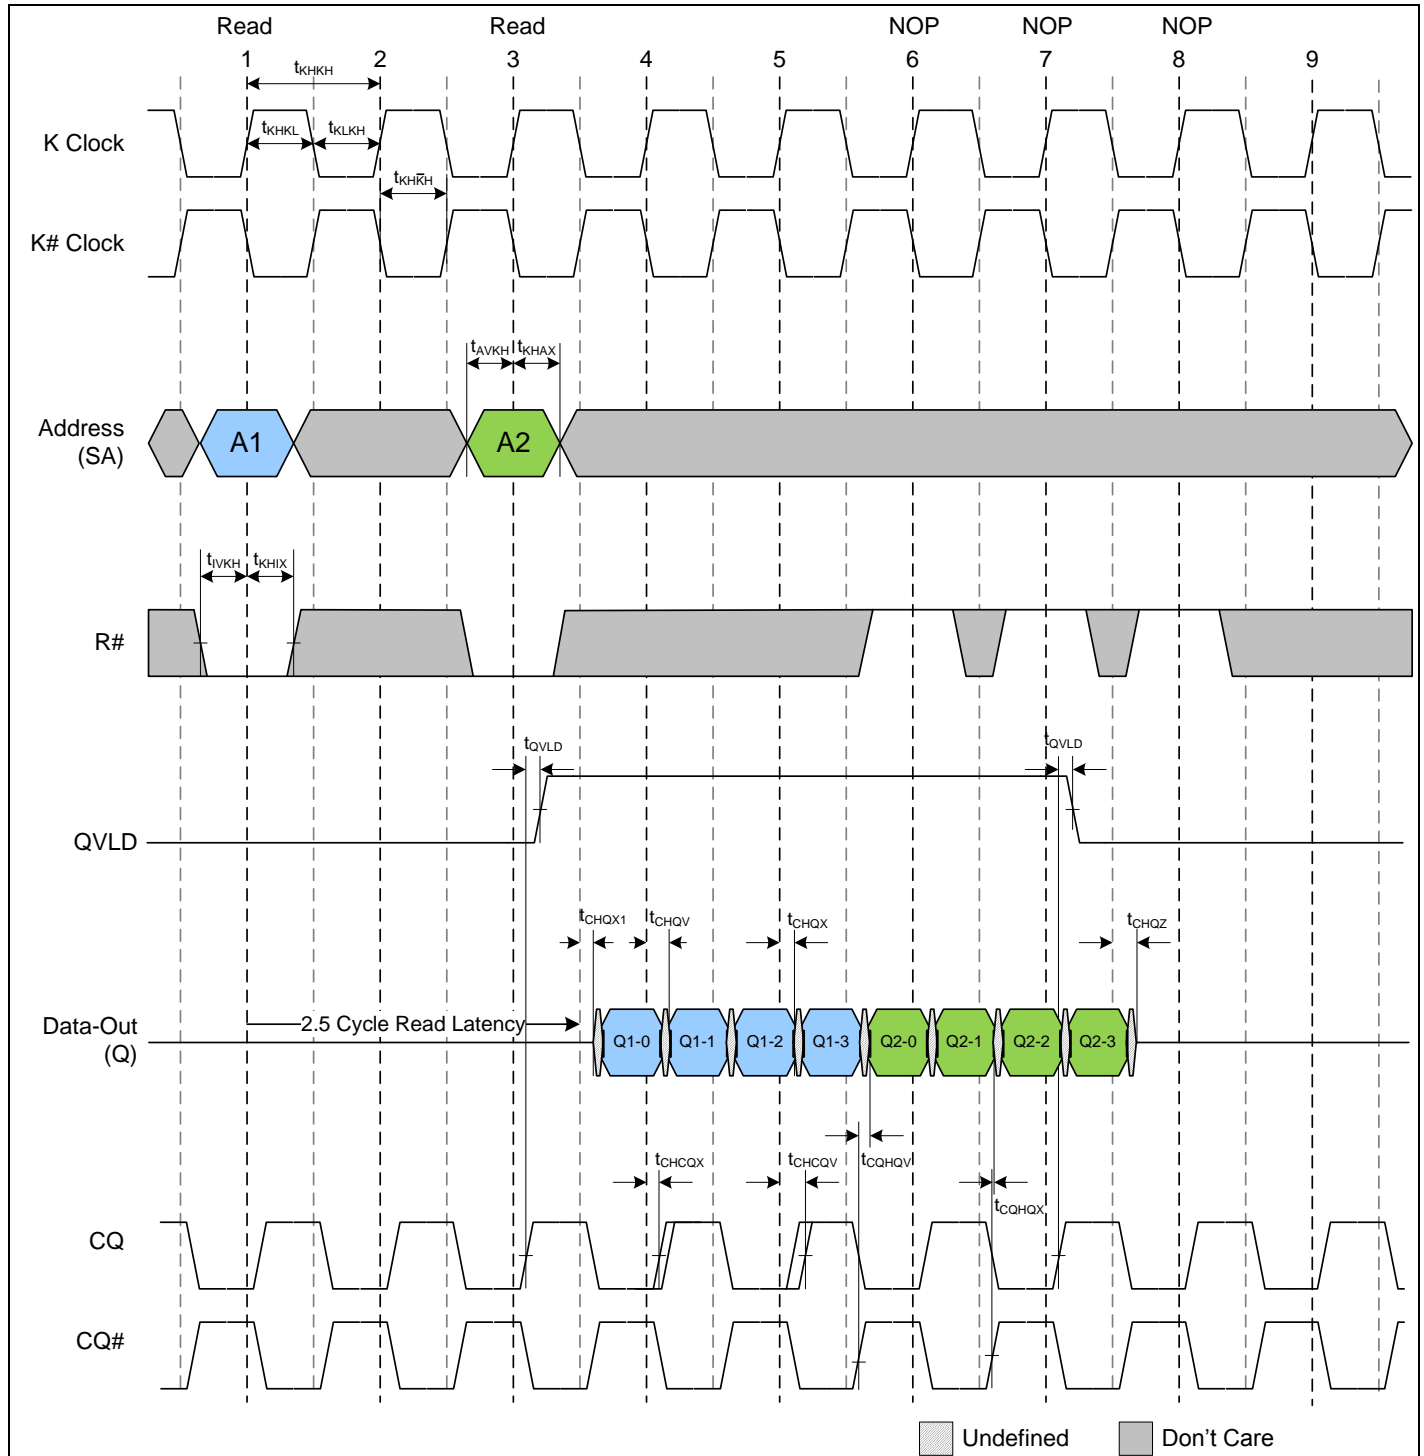 Read Read NOP NOP NOP
1 2 3 4 5 6 7 8 9
tKHKH
K Clock
tKHKL tKLKH
tKHK̅H
K# Clock
tAVKH tKHAX
Address
(SA)
A1 A2
tIVKH tKHIX
R#
tQVLD tQVLD
QVLD
tCHQX1 tCHQV tCHQX tCHQZ
Data-Out
(Q)
2.5 Cycle Read Latency
Q1-0 Q1-1 Q1-2 Q1-3 Q2-0 Q2-1 Q2-2 Q2-3
tCHCQX tCHCQV tCQHQV
tCQHQX
CQ
CQ#
Undefined Don't Care